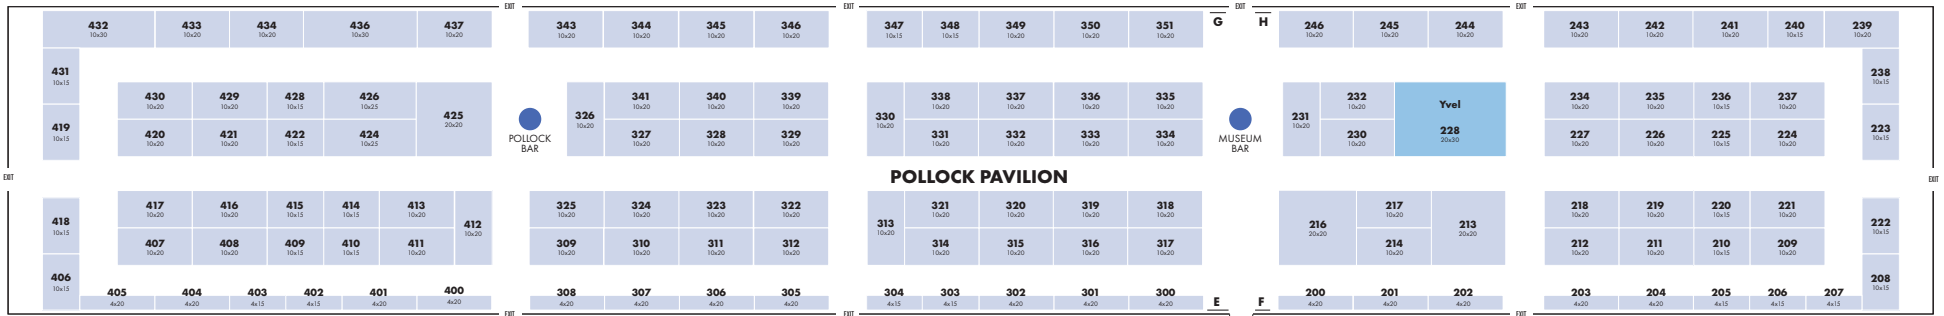 EXIT EXIT EXIT EXIT
432 433 434 436 437 343 344 345 346 347 348 349 350 351 G H 246 245 244 243 242 241 240 239
10x30 10x20 10x20 10x30 10x20 10x20 10x20 10x20 10x20 10x15 10x15 10x20 10x20 10x20 10x20 10x20 10x20 10x20 10x20 10x20 10x15 10x20
431 238
10x15 10x15
430 429 428 426 341 340 339 338 337 336 335 232 Yvel 234 235 236 237
10x20 10x20 10x15 10x25 10x20 10x20 10x20 10x20 10x20 10x20 10x20 10x20 10x20 10x20 10x15 10x20
425 326 330 231
20x20 10x20 10x20 10x20
419 420 421 422 424 327 328 329 331 332 333 334 230 228 227 226 225 224 223
10x15 10x20 10x20 10x15 10x25 10x20 10x20 10x20 10x20 10x20 10x20 10x20 10x20 20x30 10x20 10x20 10x15 10x20 10x15
POLLOCK MUSEUM
BAR BAR
EXIT POLLOCK PAVILION EXIT
417 416 415 414 413 325 324 323 322 321 320 319 318 217 218 219 220 221
10x20 10x20 10x15 10x15 10x20 10x20 10x20 10x20 10x20 10x20 10x20 10x20 10x20 10x20 10x20 10x20 10x15 10x20
418 412 313 216 213 222
10x15 10x20 10x20 20x20 20x20 10x15
407 408 409 410 411 309 310 311 312 314 315 316 317 214 212 211 210 209
10x20 10x20 10x15 10x15 10x20 10x20 10x20 10x20 10x20 10x20 10x20 10x20 10x20 10x20 10x20 10x20 10x15 10x20
406 208
10x15 10x15
405 404 403 402 401 400 308 307 306 305 304 303 302 301 300 E F 200 201 202 203 204 205 206 207
4x20 4x20 4x15 4x15 4x20 4x20 4x20 4x20 4x20 4x20 4x15 4x15 4x20 4x20 4x20 4x20 4x20 4x20 4x20 4x20 4x15 4x15 4x15
EXIT EXIT EXIT